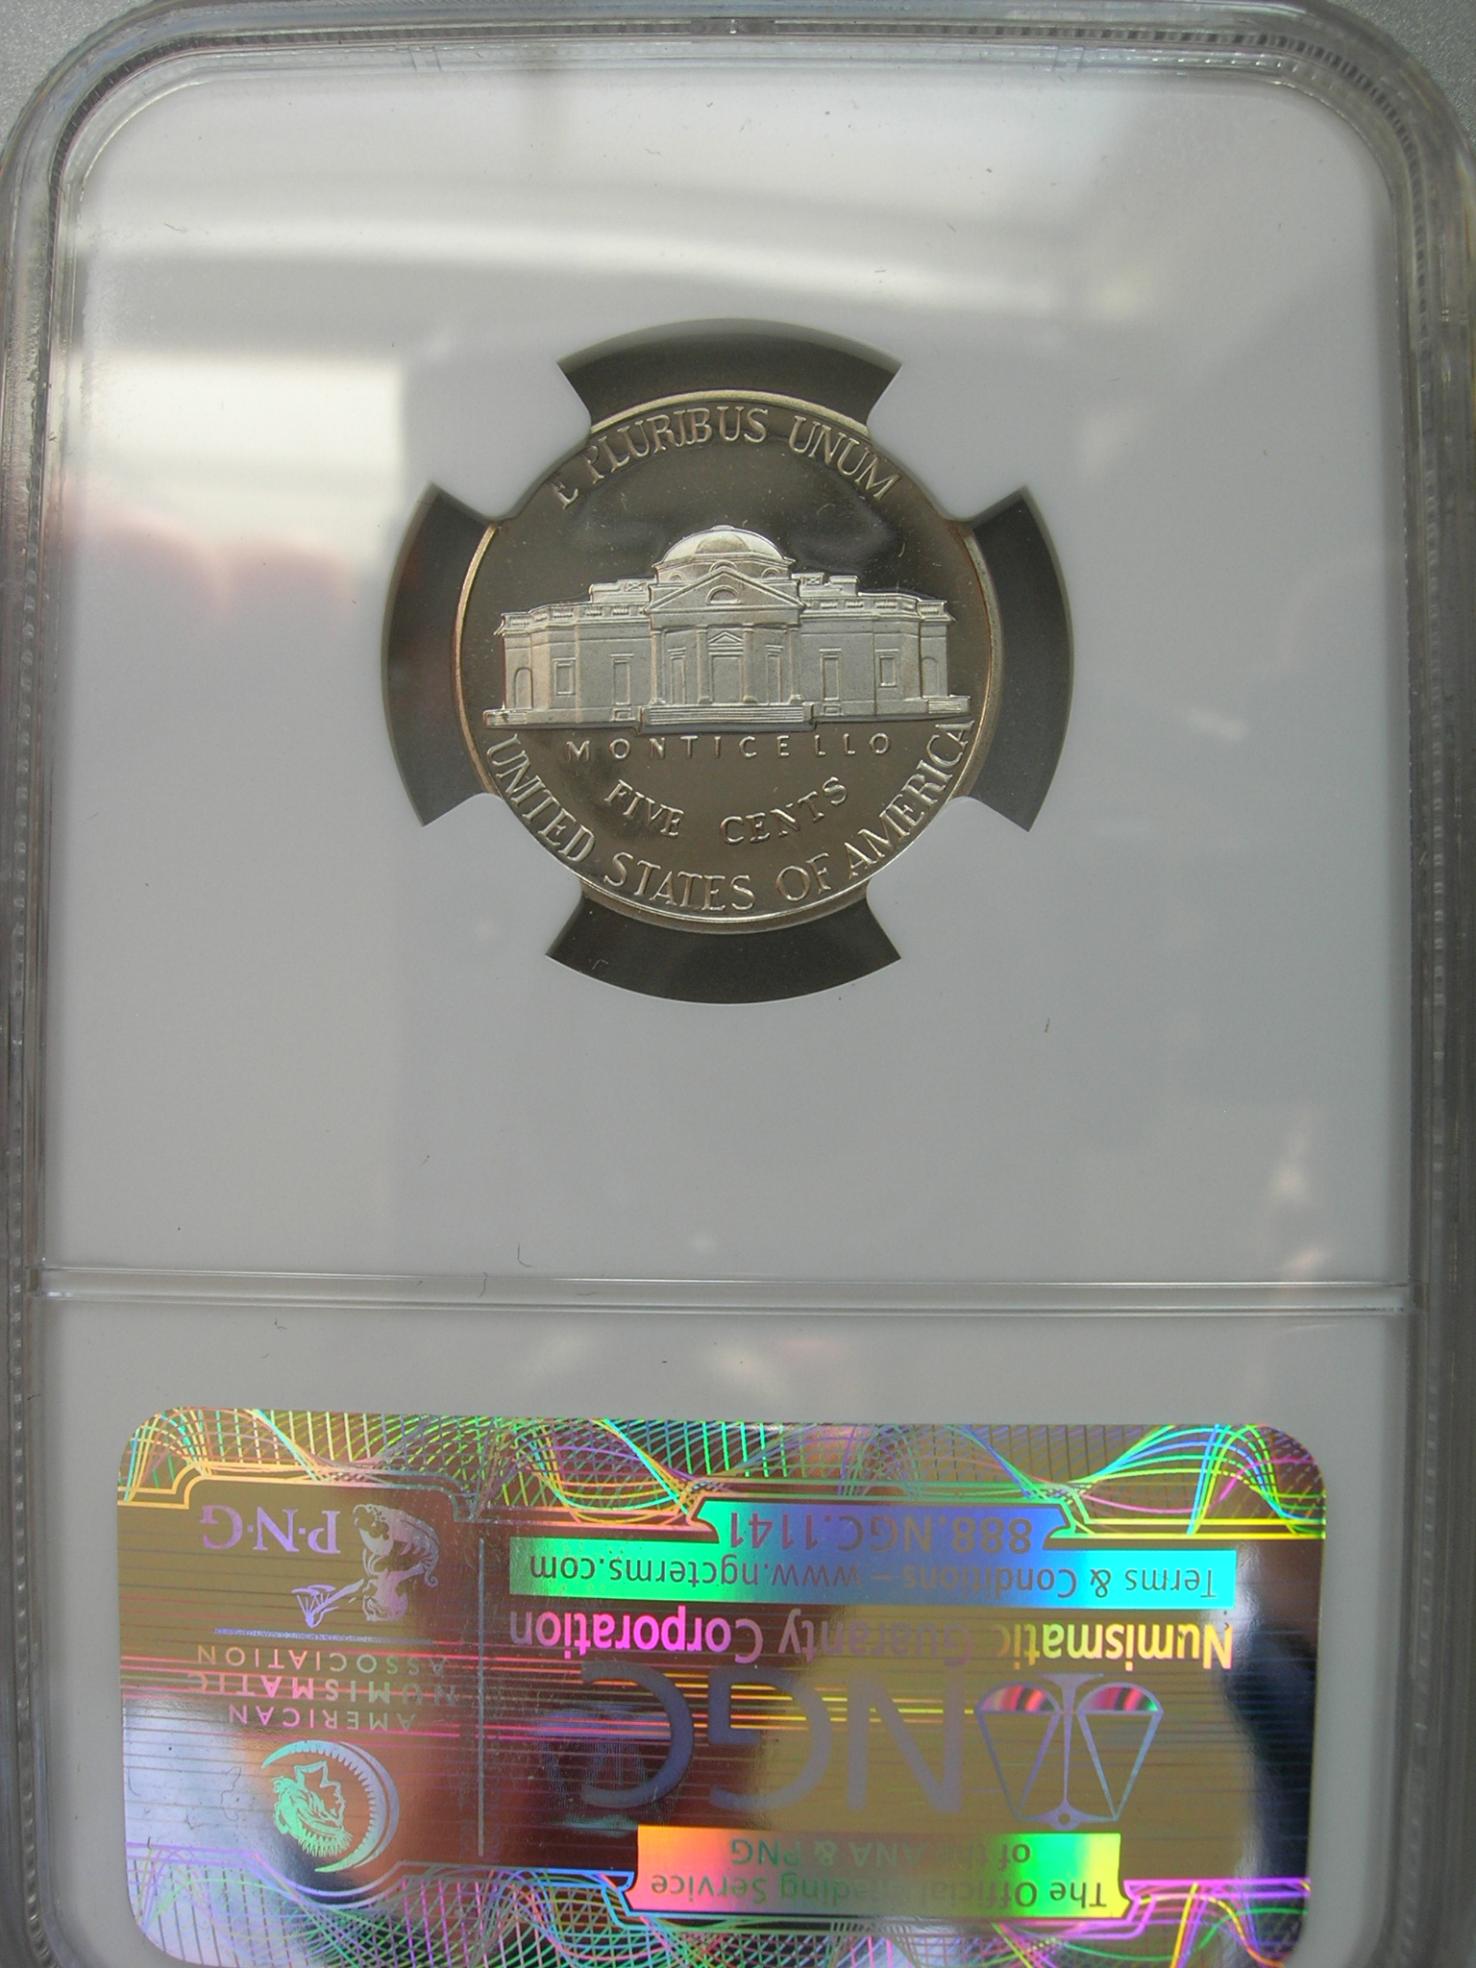 E PLURIBUS UNUM
MONTICELLO
FIVE CENTS
UNITED STATES OF AMERICA
The Official Grading Service
of the ANA & PNG
NGC
Numismatic Guaranty Corporation
Terms & Conditions – www.ngcterms.com
888.NGC.1141
AMERICAN
NUMISMATIC
ASSOCIATION
P·N·G